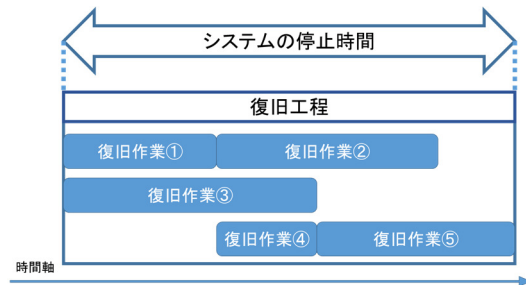 システムの停止時間
復旧工程
復旧作業①
復旧作業②
復旧作業③
復旧作業④
復旧作業⑤
時間軸